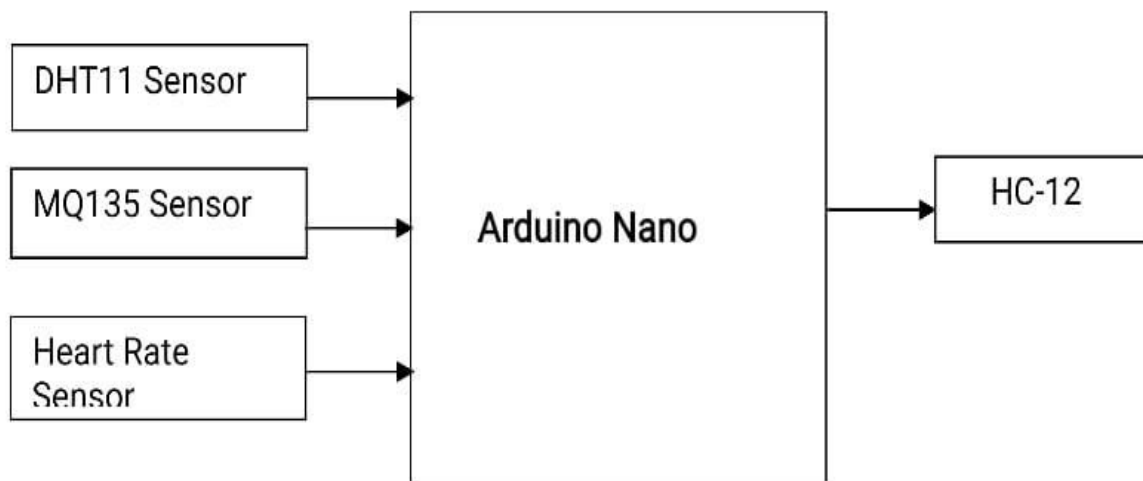 DHT11 Sensor
MQ135 Sensor
Heart Rate
Sensor
Arduino Nano
HC-12